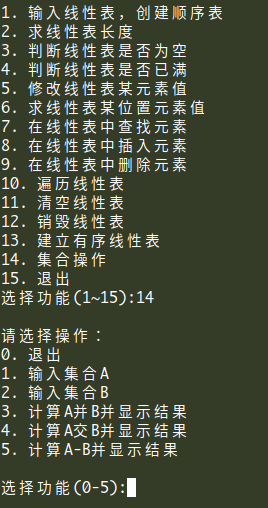 1. 输入线性表，创建顺序表
2. 求线性表长度
3. 判断线性表是否为空
4. 判断线性表是否已满
5. 修改线性表某元素值
6. 求线性表某位置元素值
7. 在线性表中查找元素
8. 在线性表中插入元素
9. 在线性表中删除元素
10. 遍历线性表
11. 清空线性表
12. 销毁线性表
13. 建立有序线性表
14. 集合操作
15. 退出
选择功能(1~15):14
请选择操作：
0. 退出
1. 输入集合A
2. 输入集合B
3. 计算A并B并显示结果
4. 计算A交B并显示结果
5. 计算A-B并显示结果
选择功能(0-5):